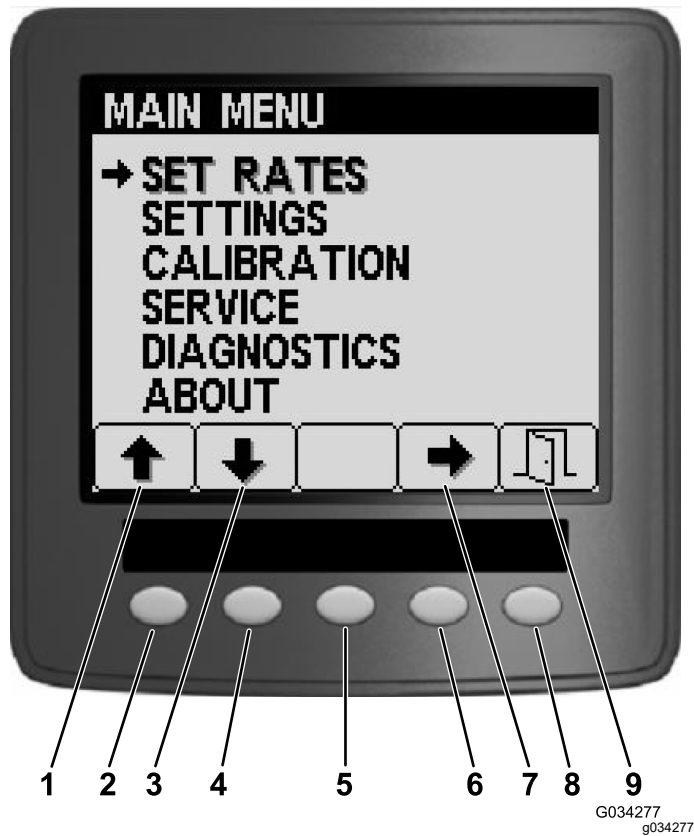 MAIN MENU
SET RATES
SETTINGS
CALIBRATION
SERVICE
DIAGNOSTICS
ABOUT
1 2 3 4 5 6 7 8 9
G034277
g034277